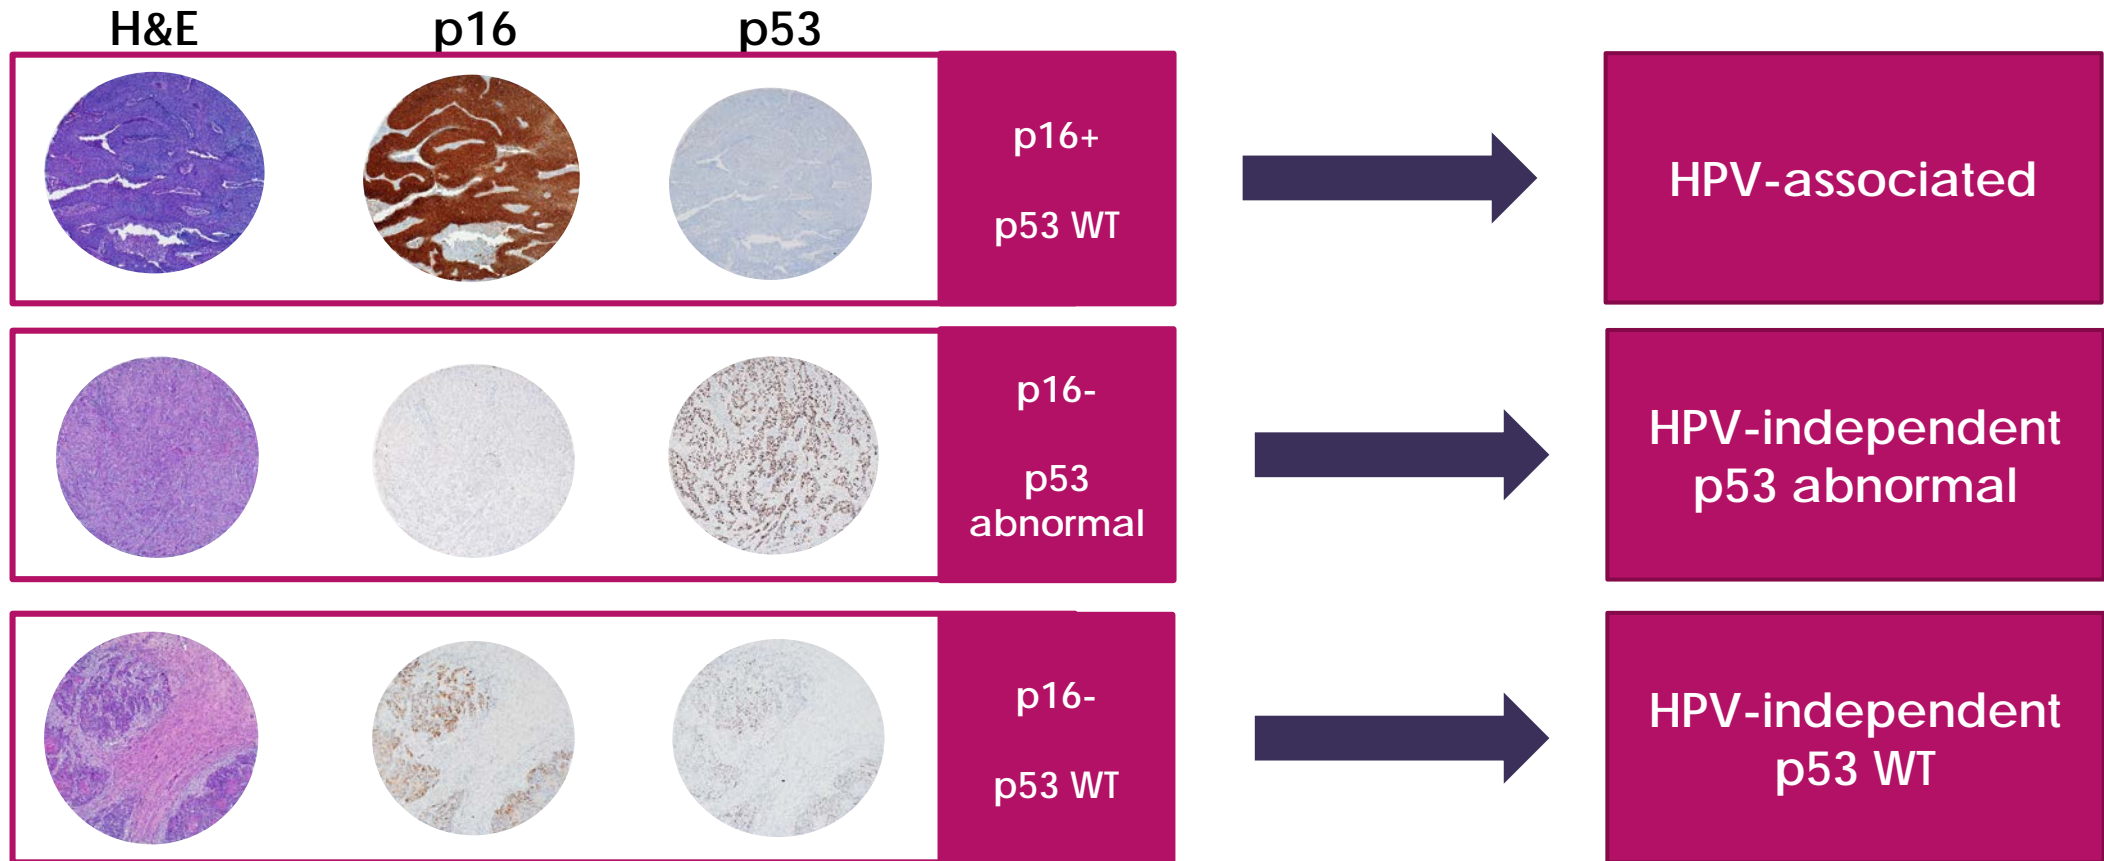 H&E
p16
p53
p16+
p53 WT
HPV-associated
p16-
p53
abnormal
HPV-independent
p53 abnormal
p16-
p53 WT
HPV-independent
p53 WT